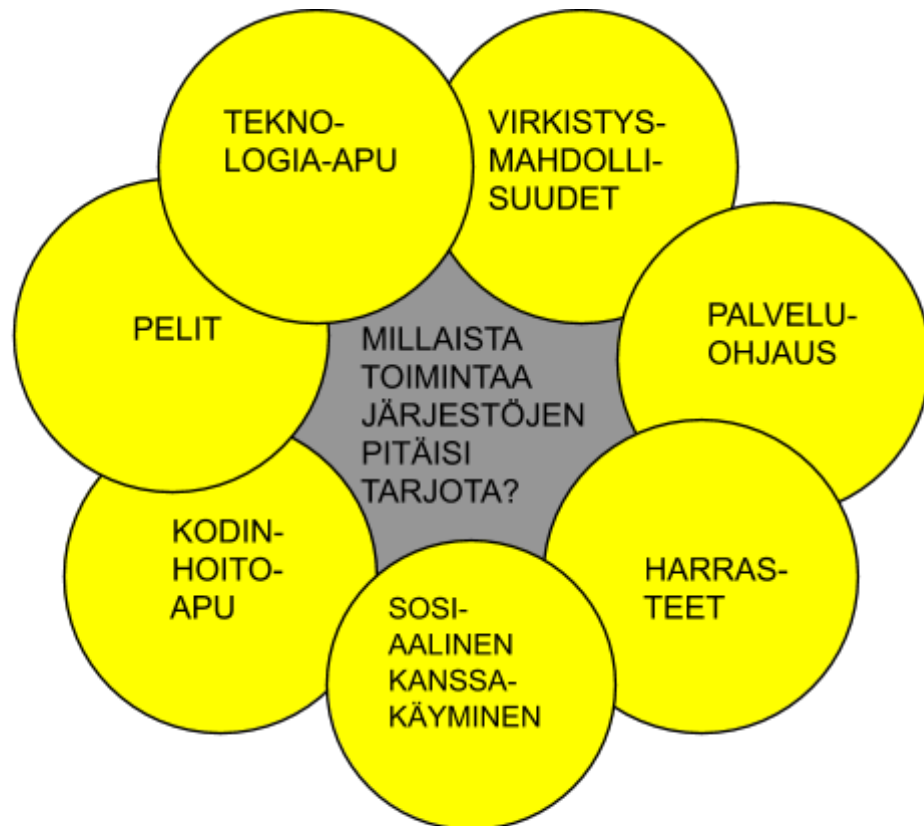 TEKNO-
LOGIA-APU
VIRKISTYS-
MAHDOLLI-
SUUDET
PELIT
MILLAISTA
TOIMINTAA
JÄRJESTÖJEN
PITÄISI
TARJOTA?
PALVELU-
OHJAUS
KODIN-
HOITO-
APU
SOSI-
AALINEN
KANSSA-
KÄYMINEN
HARRAS-
TEET